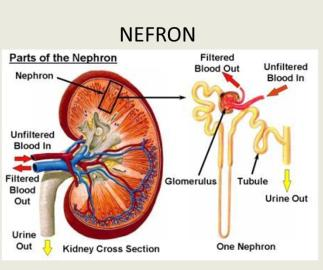 NEFRON
Parts of the Nephron
Nephron
Unfiltered
Blood In
Filtered
Blood
Out
Urine
Out
Kidney Cross Section
Filtered
Blood Out
Unfiltered
Blood In
Glomerulus
Tubule
Urine Out
One Nephron